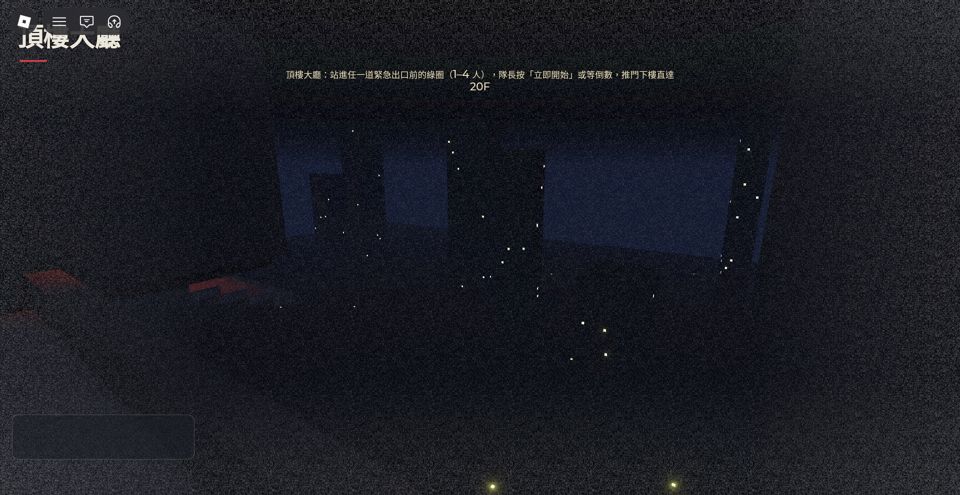 頂樓大廳
頂樓大廳：站進任一道緊急出口前的綠圈（1–4 人），隊長按「立即開始」或等倒數，推門下樓直達
20F